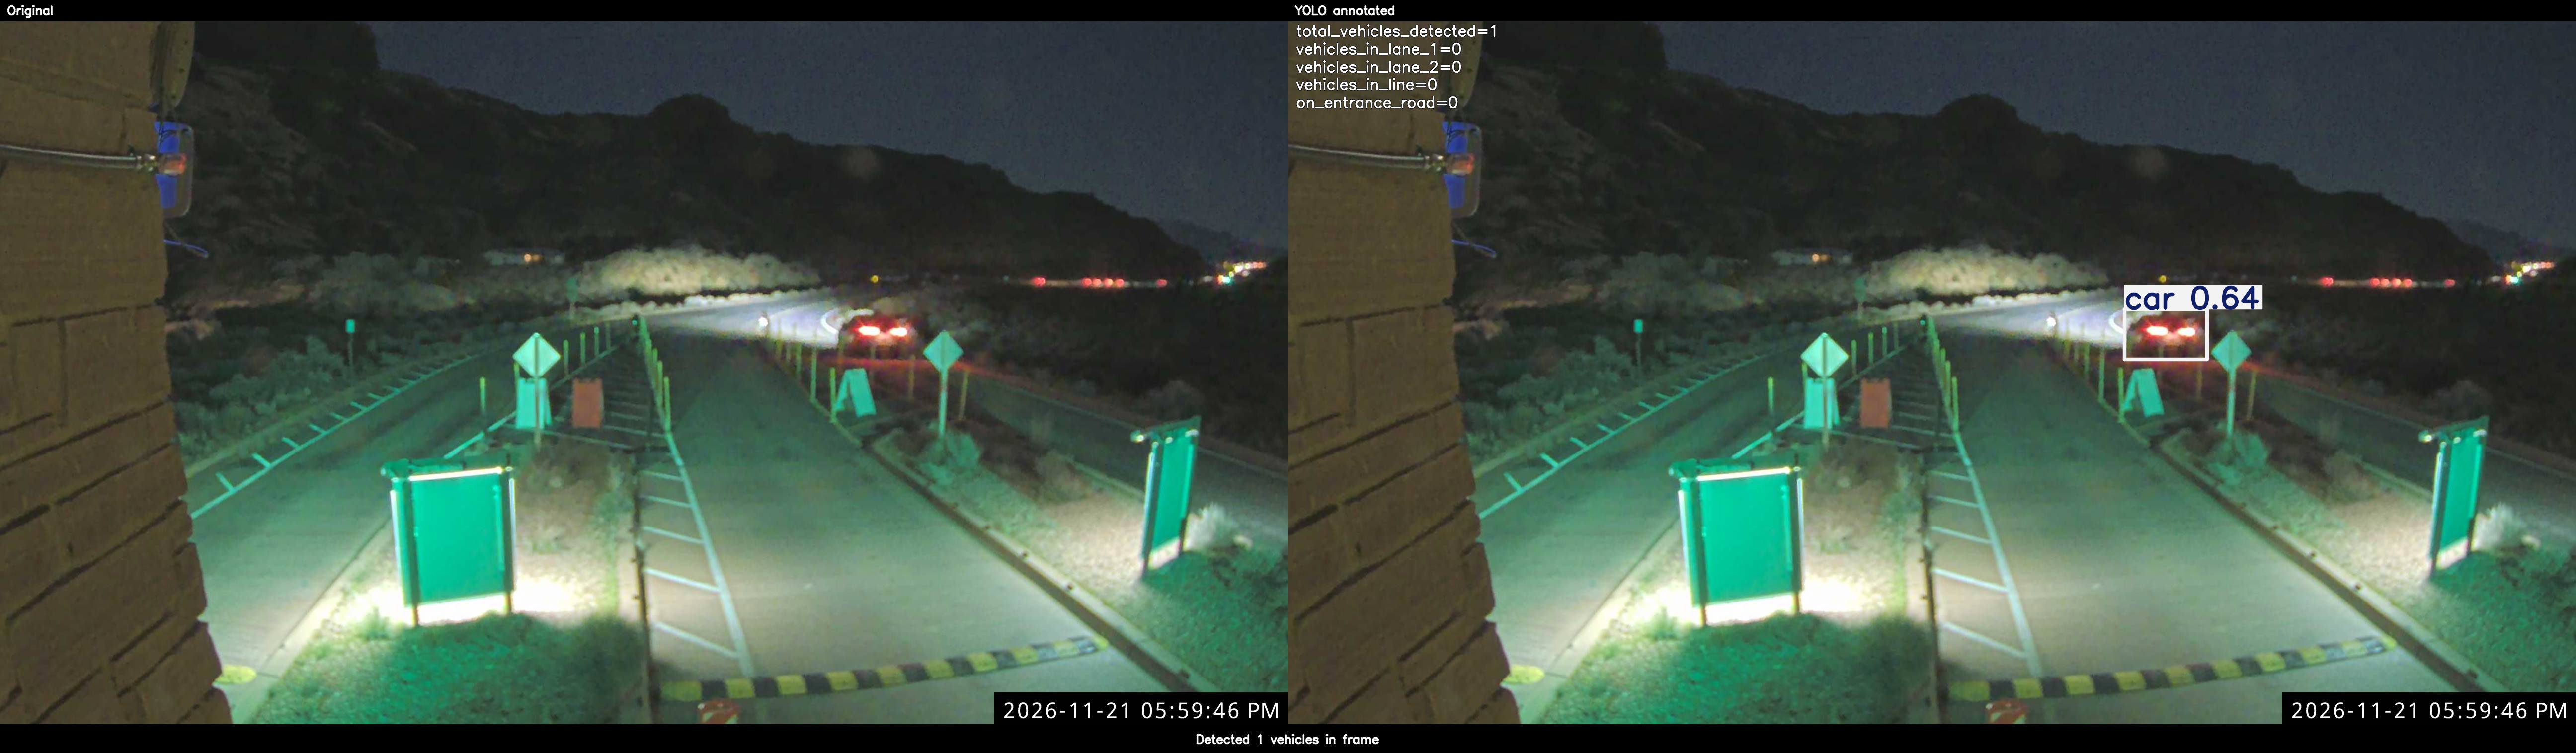 Original
YOLO annotated
total_vehicles_detected=1
vehicles_in_lane_1=0
vehicles_in_lane_2=0
vehicles_in_line=0
on_entrance_road=0
car 0.64
2026-11-21 05:59:46 PM
2026-11-21 05:59:46 PM
Detected 1 vehicles in frame